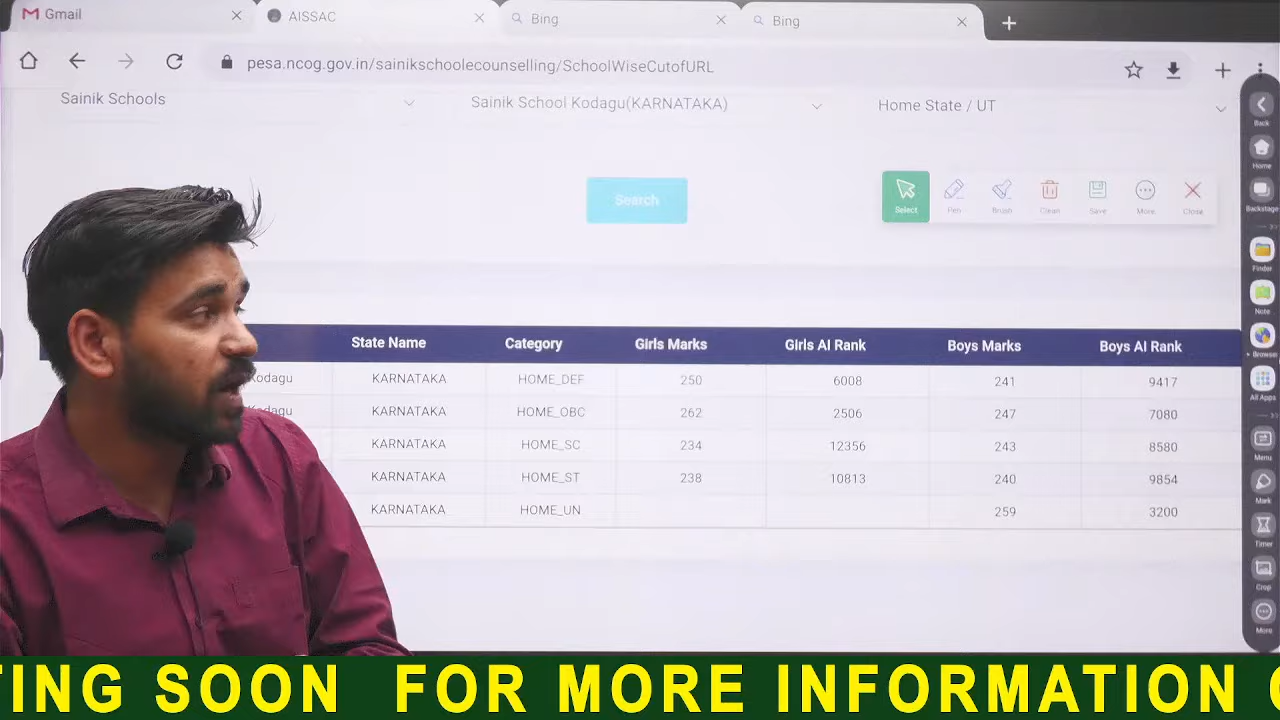 Gmail
AISSAC
Bing
Bing
pesa.ncog.gov.in/sainikschoolecounselling/SchoolWiseCutofURL
Sainik Schools
Sainik School Kodagu(KARNATAKA)
Home State / UT
Search
Select Pen Brush Clean Save More Close
State Name Category Girls Marks Girls AI Rank Boys Marks Boys AI Rank
Kodagu KARNATAKA HOME_DEF 250 6008 241 9417
Kodagu KARNATAKA HOME_OBC 262 2506 247 7080
KARNATAKA HOME_SC 234 12356 243 8580
KARNATAKA HOME_ST 238 10813 240 9854
KARNATAKA HOME_UN 259 3200
Back
Home
Backstage
Finder
Note
Browser
All Apps
Menu
Mark
Timer
Crop
More
TING SOON FOR MORE INFORMATION